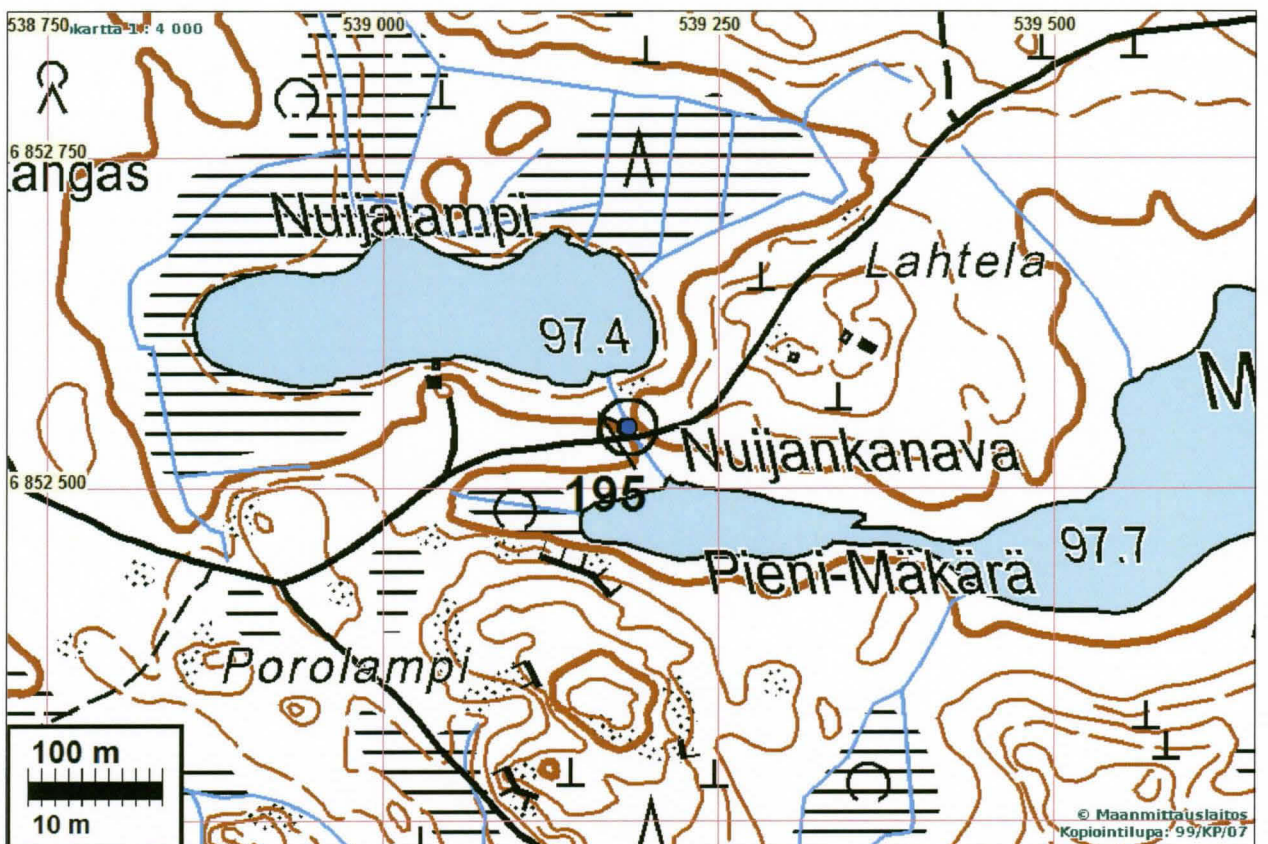 538 750
kartta 1 : 4 000
539 000
539 250
539 500
6 852 750
angas
Nuijalampi
Lahtela
97.4
M
Nuijankanava
6 852 500
195
97.7
Pieni-Mäkärä
Porolampi
100 m
10 m
© Maanmittauslaitos
Kopiointilupa: 99/KP/07